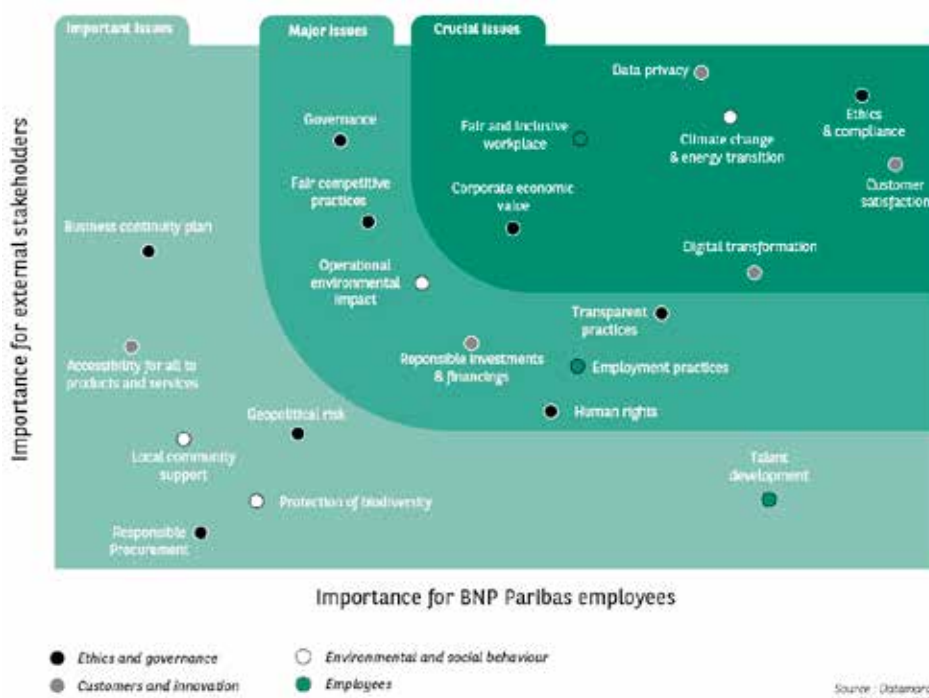 Important issues
Major issues
Crucial issues
Importance for external stakeholders
Data privacy
Ethics
& compliance
Governance
Fair and inclusive
workplace
Climate change
& energy transition
Customer
satisfaction
Fair competitive
practices
Corporate economic
value
Business continuity plan
Digital transformation
Operational
environmental
impact
Transparent
practices
Accessibility for all to
products and services
Reponsible investments
& financings
Employment practices
Geopolitical risk
Human rights
Local community
support
Talent
development
Protection of biodiversity
Responsible
Procurement
Importance for BNP Paribas employees
Ethics and governance
Environmental and social behaviour
Customers and innovation
Employees
Source : Datamaran